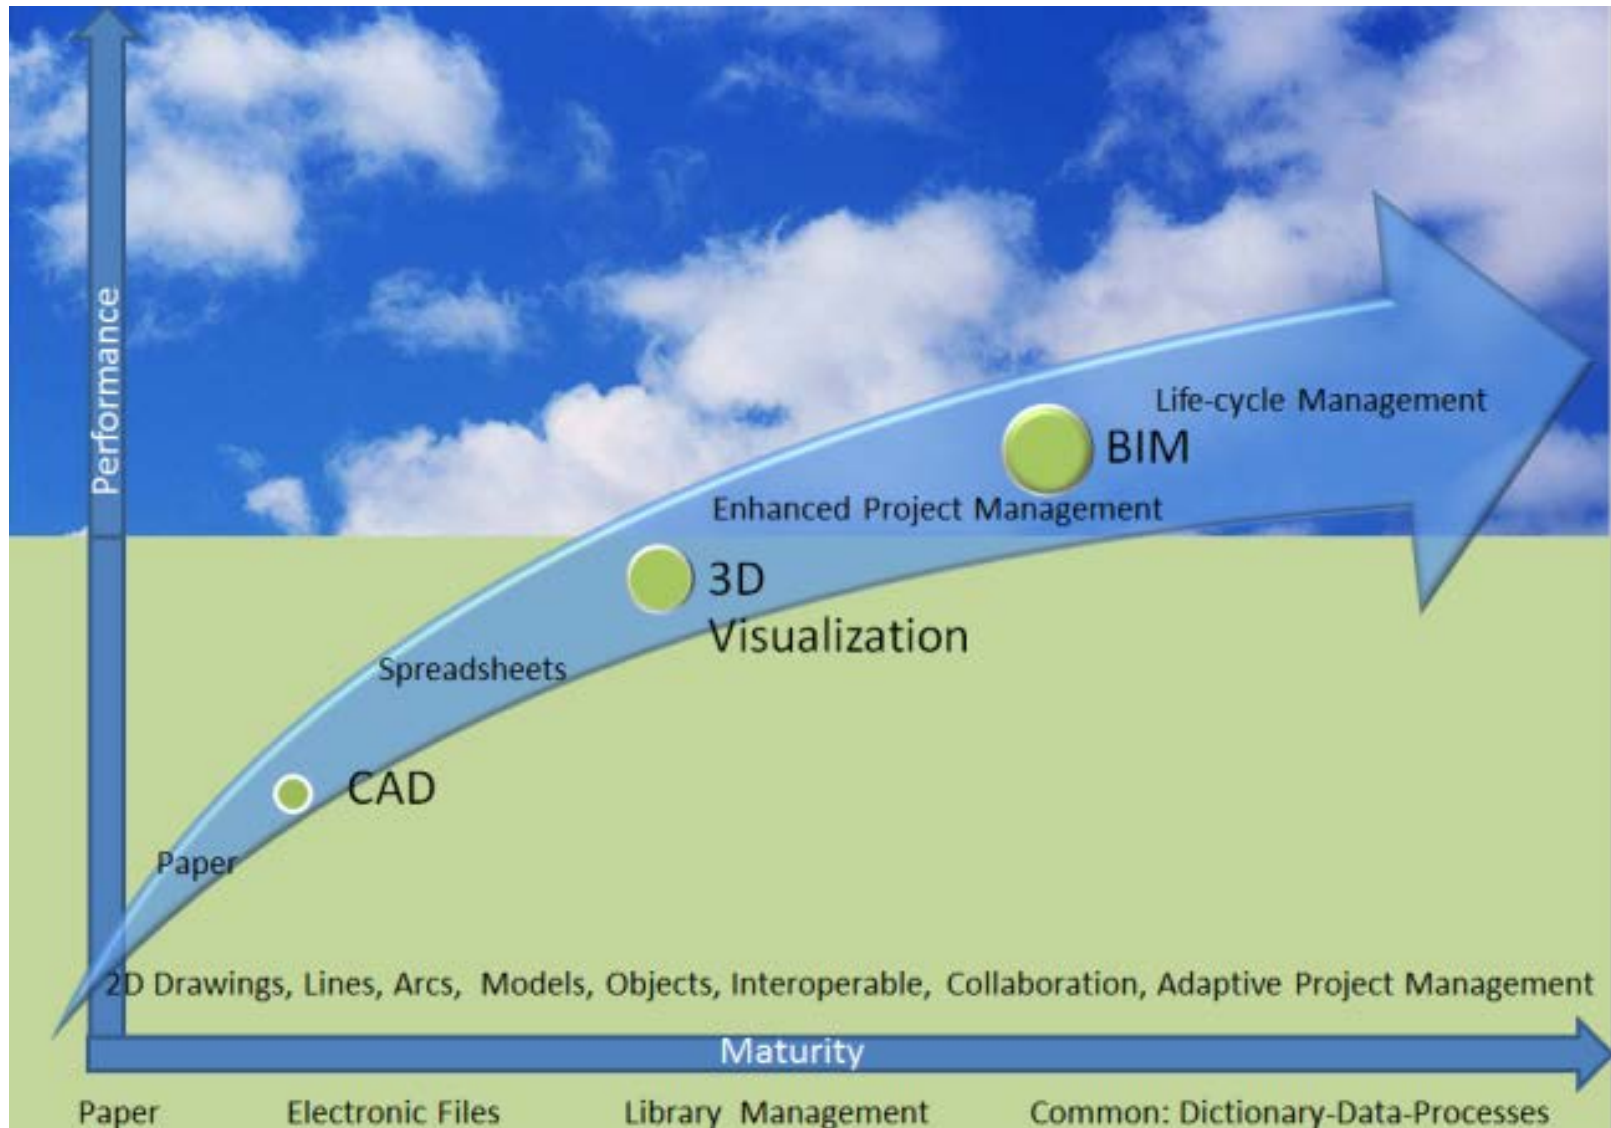 Performance
Life-cycle Management
BIM
Enhanced Project Management
3D
Visualization
Spreadsheets
CAD
Paper
2D Drawings, Lines, Arcs, Models, Objects, Interoperable, Collaboration, Adaptive Project Management
Maturity
Paper Electronic Files Library Management Common: Dictionary-Data-Processes